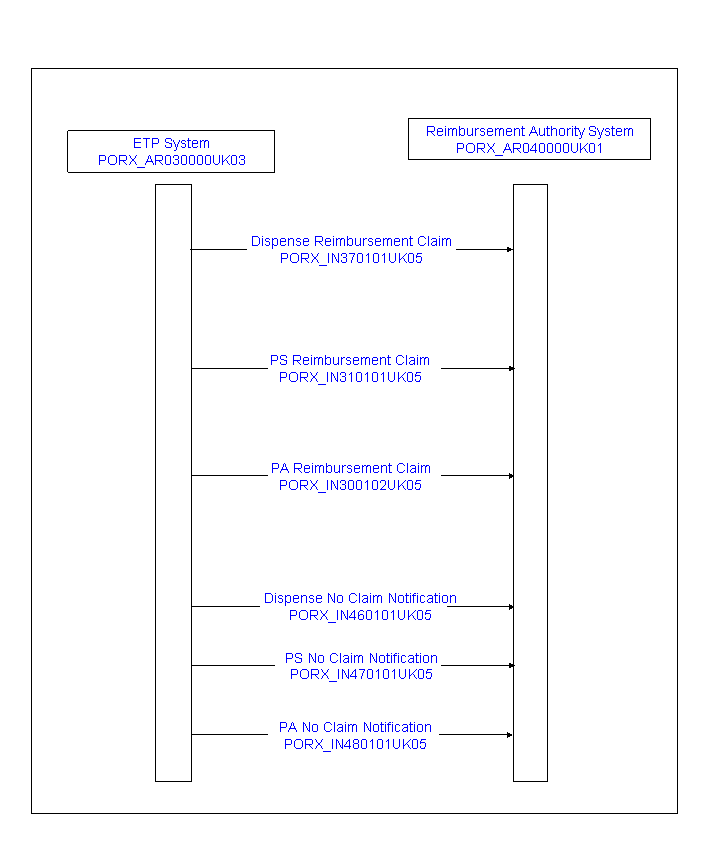 ETP System
PORX_AR030000UK03
Reimbursement Authority System
PORX_AR040000UK01
Dispense Reimbursement Claim
PORX_IN370101UK05
PS Reimbursement Claim
PORX_IN310101UK05
PA Reimbursement Claim
PORX_IN300102UK05
Dispense No Claim Notification
PORX_IN460101UK05
PS No Claim Notification
PORX_IN470101UK05
PA No Claim Notification
PORX_IN480101UK05